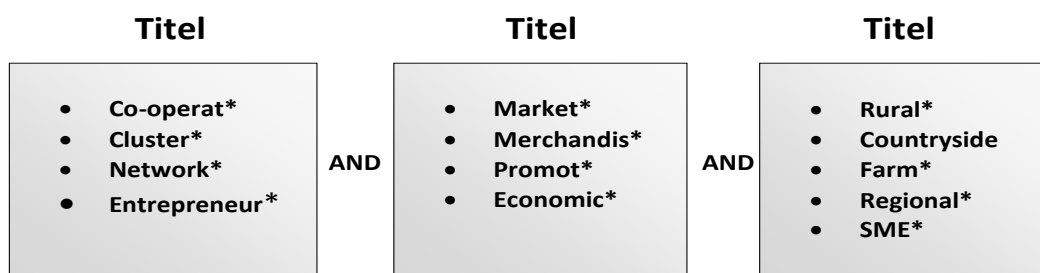 Titel Titel Titel
• Co-operat*
• Cluster*
• Network*
• Entrepreneur*
AND
• Market*
• Merchandis*
• Promot*
• Economic*
AND
• Rural*
• Countryside
• Farm*
• Regional*
• SME*